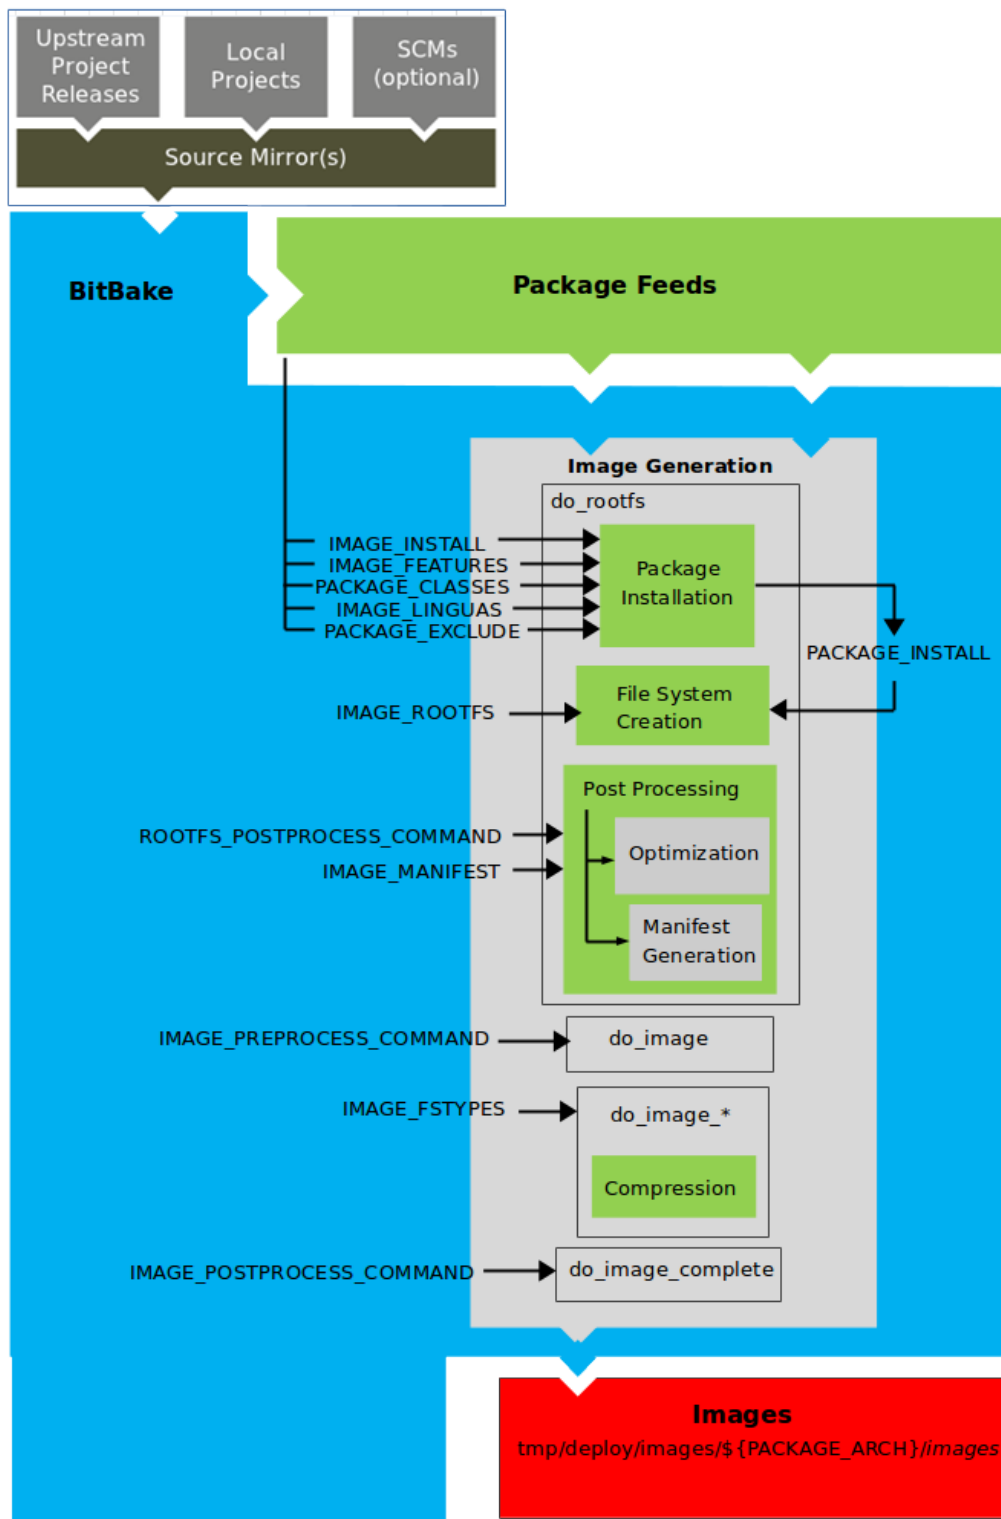 Upstream
Project
Releases
Local
Projects
SCMs
(optional)
Source Mirror(s)
BitBake
Package Feeds
Image Generation
do_rootfs
IMAGE_INSTALL
IMAGE_FEATURES
PACKAGE_CLASSES
IMAGE_LINGUAS
PACKAGE_EXCLUDE
Package
Installation
PACKAGE_INSTALL
IMAGE_ROOTFS
File System
Creation
Post Processing
ROOTFS_POSTPROCESS_COMMAND
IMAGE_MANIFEST
Optimization
Manifest
Generation
IMAGE_PREPROCESS_COMMAND
do_image
IMAGE_FSTYPES
do_image_*
Compression
IMAGE_POSTPROCESS_COMMAND
do_image_complete
Images
tmp/deploy/images/${PACKAGE_ARCH}/images